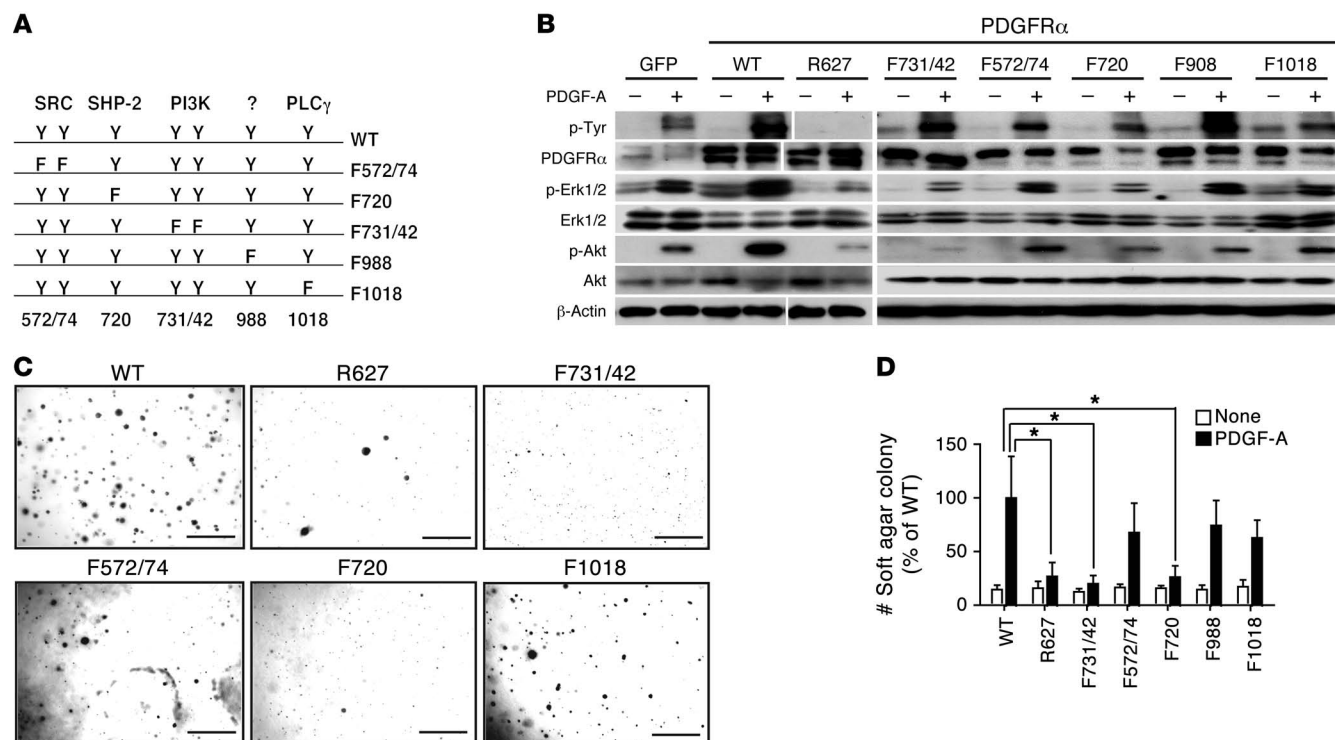 A
SRC SHP-2 PI3K ? PLCγ
Y Y Y Y Y Y Y WT
F F Y Y Y Y Y F572/74
Y Y F Y Y Y Y F720
Y Y Y F F Y Y F731/42
Y Y Y Y Y F Y F988
Y Y Y Y Y Y F F1018
572/74 720 731/42 988 1018
B
PDGFRα
GFP WT R627 F731/42 F572/74 F720 F908 F1018
PDGF-A − + − + − + − + − + − + − + − +
p-Tyr
PDGFRα
p-Erk1/2
Erk1/2
p-Akt
Akt
β-Actin
C
WT R627 F731/42
F572/74 F720 F1018
D
* 
*
*
None
PDGF-A
# Soft agar colony
(% of WT)
150
100
50
0
WT R627 F731/42 F572/74 F720 F988 F1018